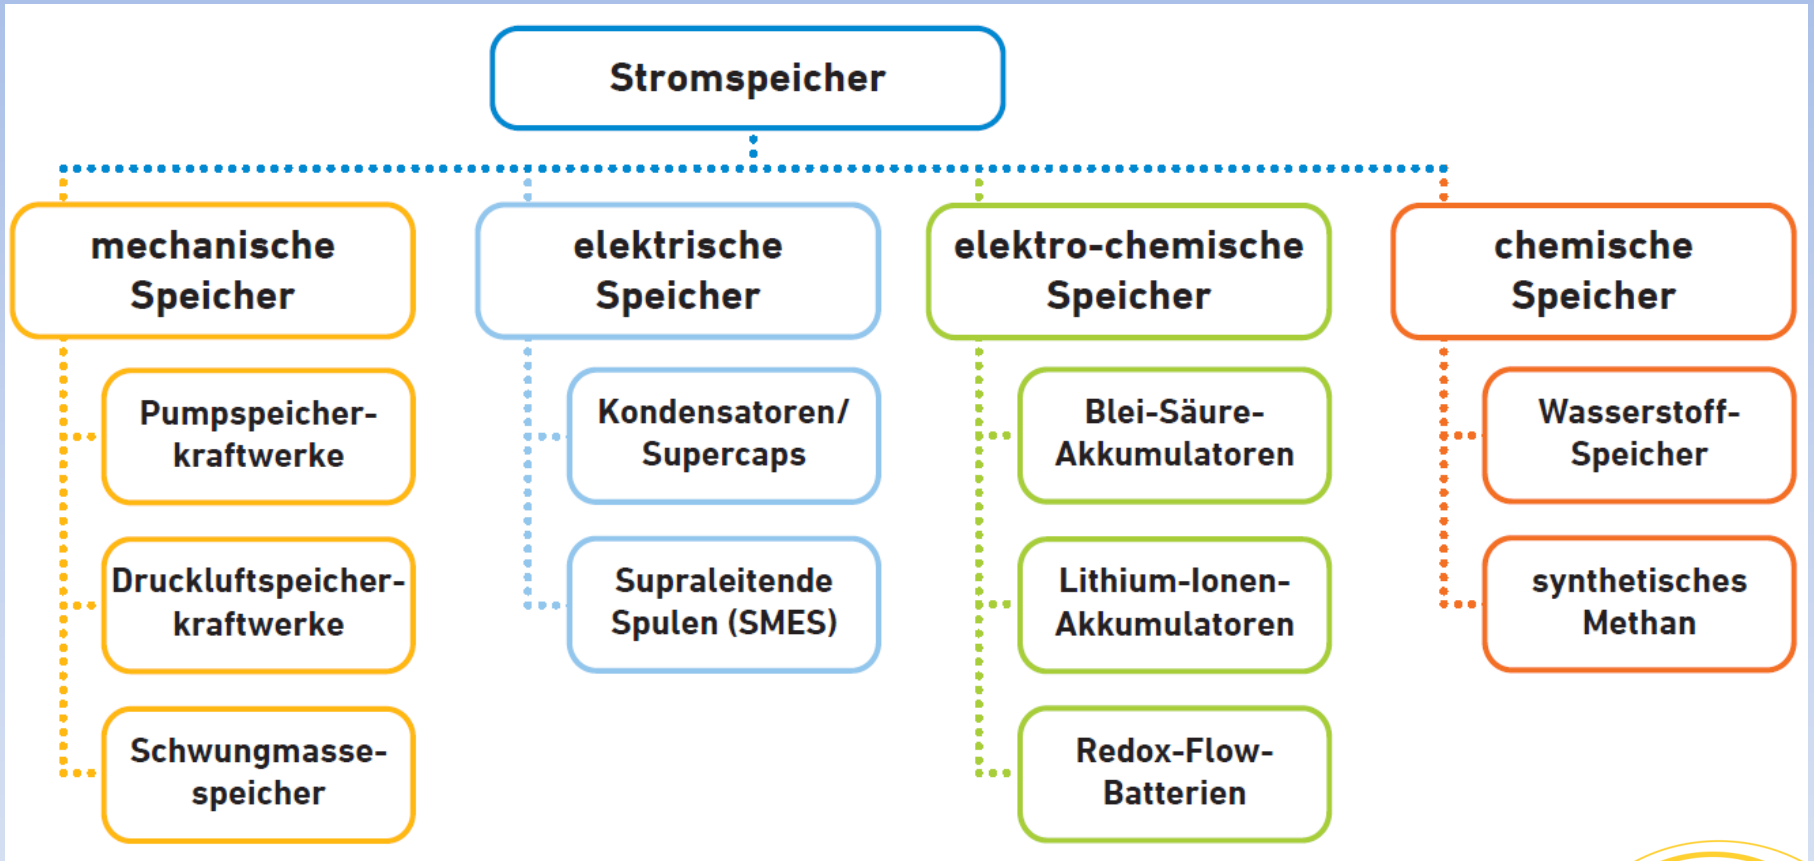 Stromspeicher
mechanische
Speicher
Pumpspeicher-
kraftwerke
Druckluftspeicher-
kraftwerke
Schwungmasse-
speicher
elektrische
Speicher
Kondensatoren/
Supercaps
Supraleitende
Spulen (SMES)
elektro-chemische
Speicher
Blei-Säure-
Akkumulatoren
Lithium-Ionen-
Akkumulatoren
Redox-Flow-
Batterien
chemische
Speicher
Wasserstoff-
Speicher
synthetisches
Methan